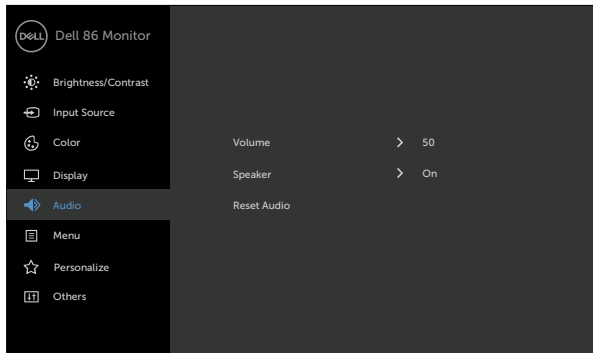 DELL Dell 86 Monitor
Brightness/Contrast
Input Source
Color
Display
Audio
Menu
Personalize
Others
Volume 50
Speaker On
Reset Audio